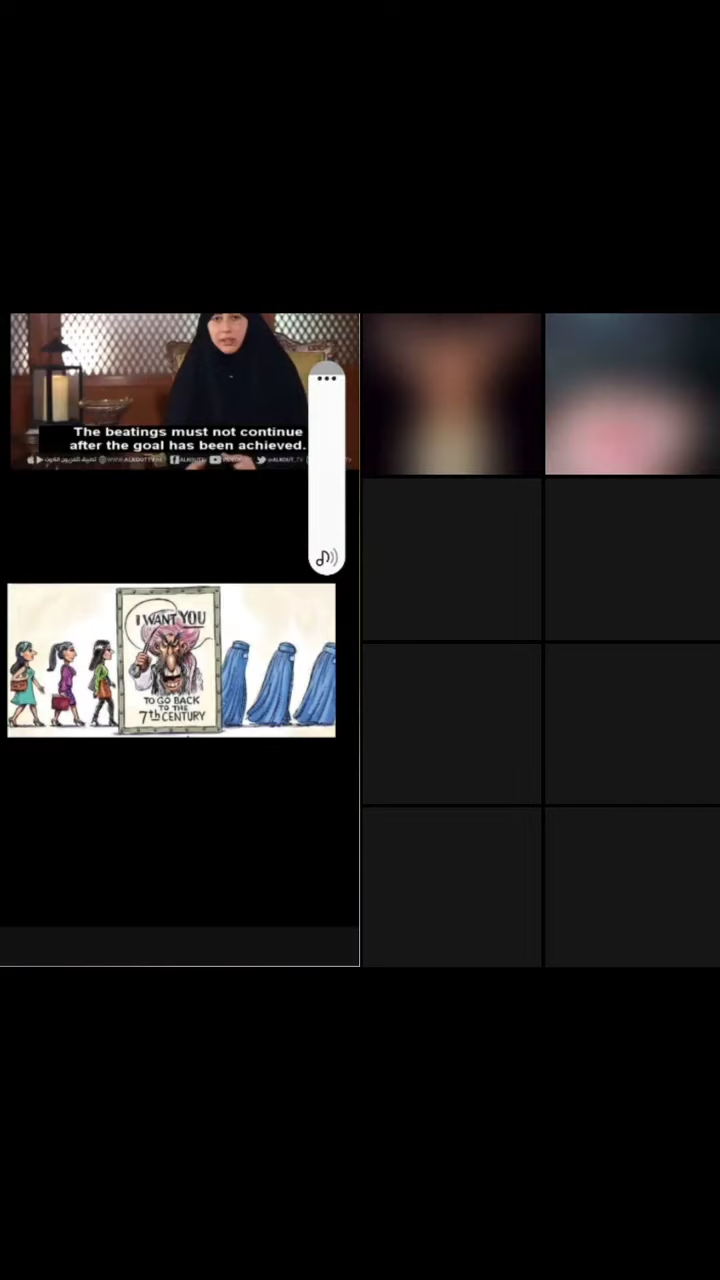 The beatings must not continue
after the goal has been achieved.
I WANT YOU
TO GO BACK
TO THE
7th CENTURY